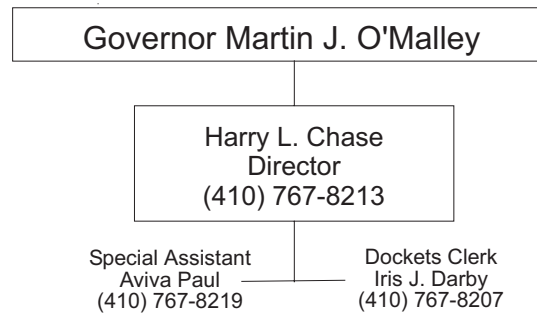 Governor Martin J. O'Malley
Harry L. Chase
Director
(410) 767-8213
Special Assistant
Aviva Paul
(410) 767-8219
Dockets Clerk
Iris J. Darby
(410) 767-8207